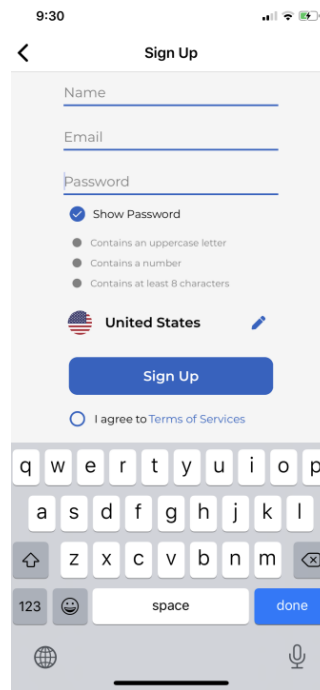 9:30
Sign Up
Name
Email
Password
Show Password
Contains an uppercase letter
Contains a number
Contains at least 8 characters
United States
Sign Up
I agree to Terms of Services
q w e r t y u i o p
a s d f g h j k l
z x c v b n m
123 space done